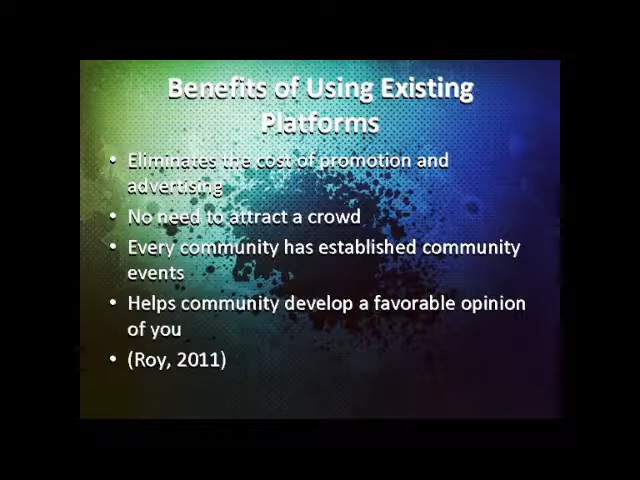 Benefits of Using Existing
Platforms
• Eliminates the cost of promotion and
advertising
• No need to attract a crowd
• Every community has established community
events
• Helps community develop a favorable opinion
of you
• (Roy, 2011)